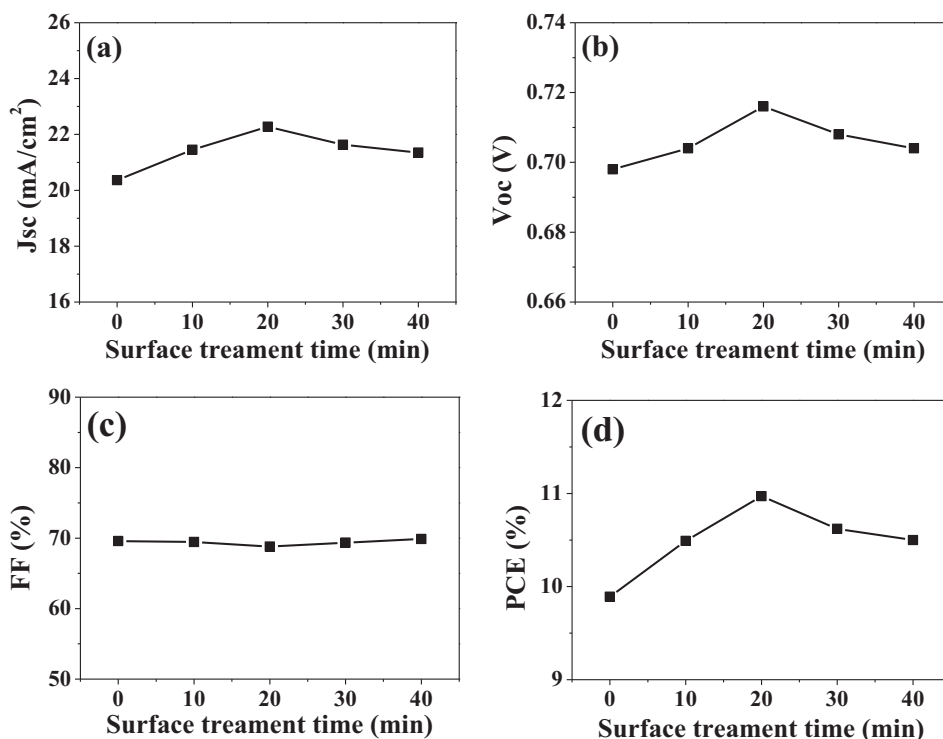 (a)
26
24
22
20
18
16
Jsc (mA/cm²)
0 10 20 30 40
Surface treament time (min)
(b)
0.74
0.72
0.70
0.68
0.66
Voc (V)
0 10 20 30 40
Surface treament time (min)
(c)
90
80
70
60
50
FF (%)
0 10 20 30 40
Surface treament time (min)
(d)
12
11
10
9
PCE (%)
0 10 20 30 40
Surface treament time (min)